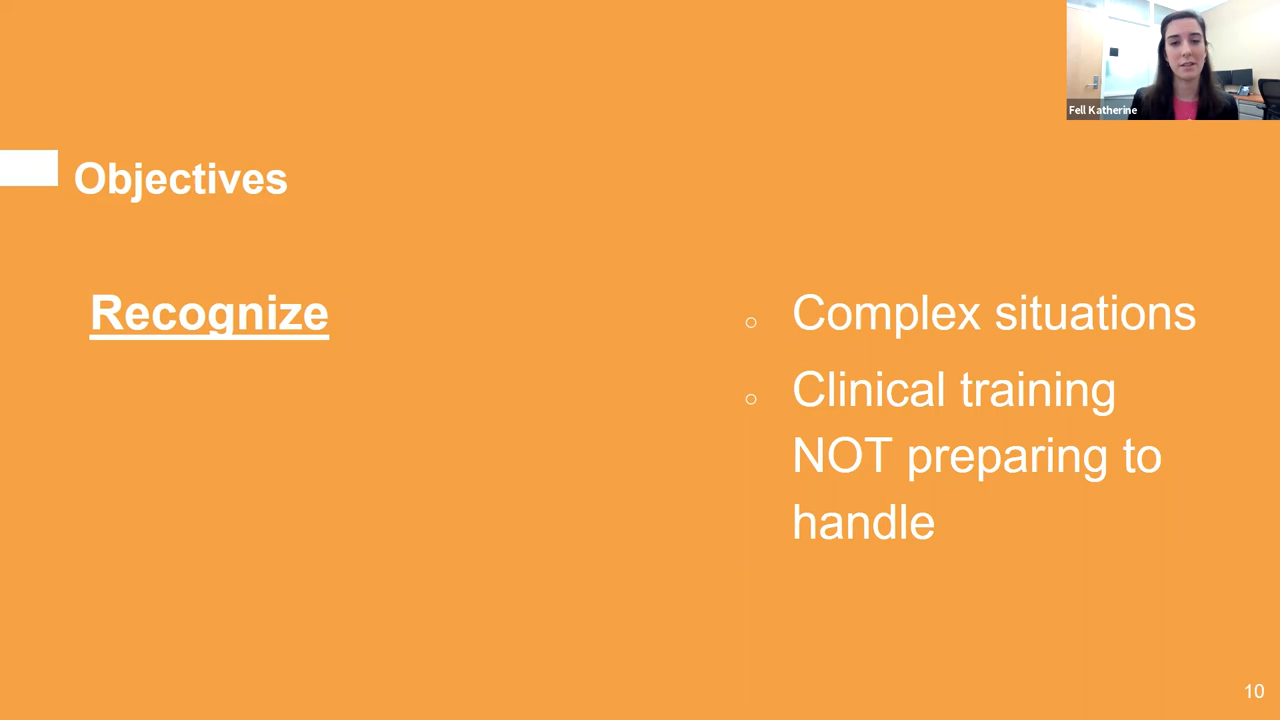 Fell Katherine
Objectives
Recognize
○ Complex situations
○ Clinical training
NOT preparing to
handle
10